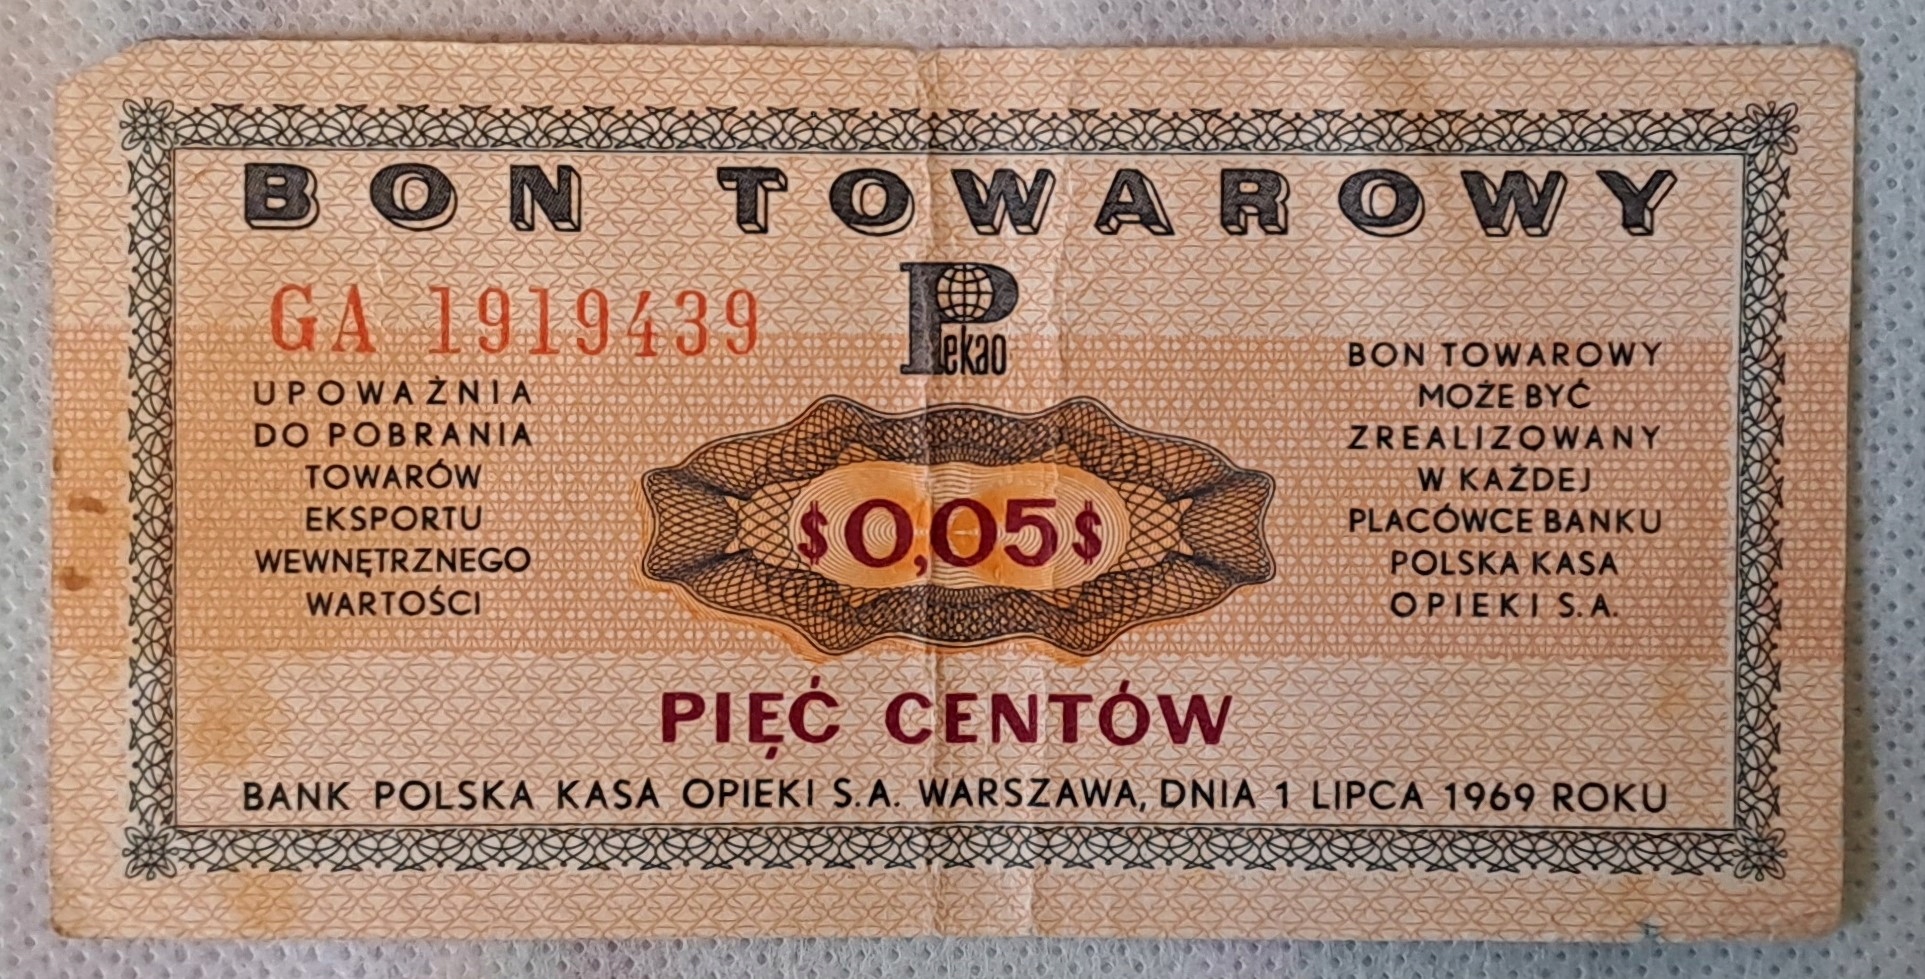 BON TOWAROWY
GA 1919439
Pekao
UPOWAŻNIA
DO POBRANIA
TOWARÓW
EKSPORTU
WEWNĘTRZNEGO
WARTOŚCI
$0,05$
BON TOWAROWY
MOŻE BYĆ
ZREALIZOWANY
W KAŻDEJ
PLACÓWCE BANKU
POLSKA KASA
OPIEKI S.A.
PIĘĆ CENTÓW
BANK POLSKA KASA OPIEKI S.A. WARSZAWA, DNIA 1 LIPCA 1969 ROKU